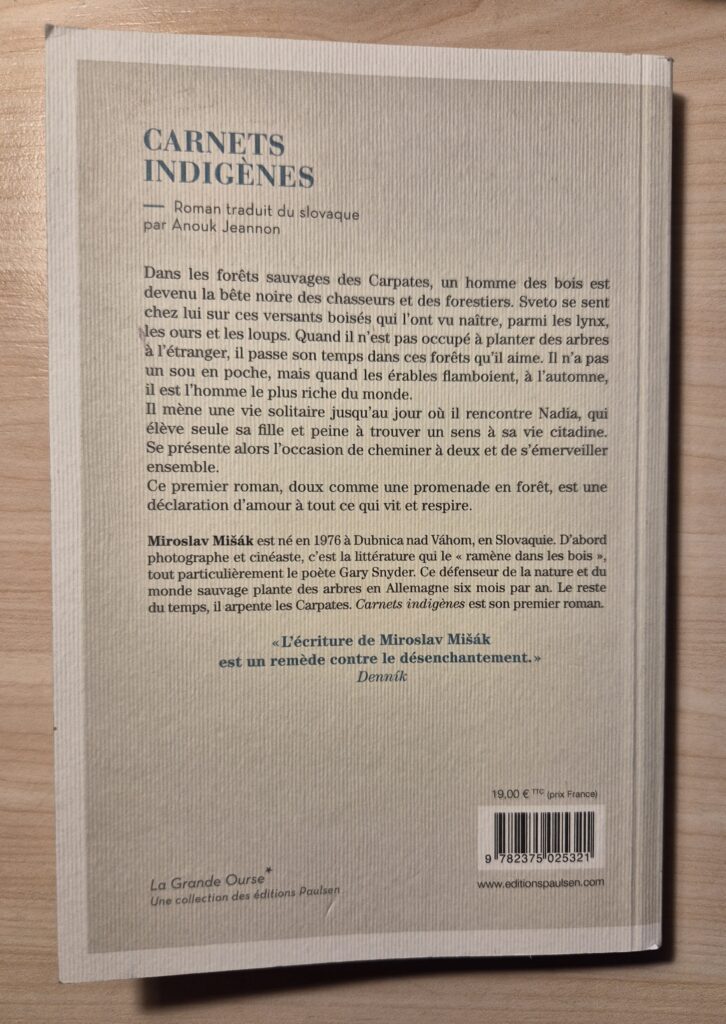 CARNETS
INDIGÈNES
— Roman traduit du slovaque
par Anouk Jeannon
Dans les forêts sauvages des Carpates, un homme des bois est
devenu la bête noire des chasseurs et des forestiers. Sveto se sent
chez lui sur ces versants boisés qui l'ont vu naître, parmi les lynx,
les ours et les loups. Quand il n'est pas occupé à planter des arbres
à l'étranger, il passe son temps dans ces forêts qu'il aime. Il n'a pas
un sou en poche, mais quand les érables flamboient, à l'automne,
il est l'homme le plus riche du monde.
Il mène une vie solitaire jusqu'au jour où il rencontre Nadia, qui
élève seule sa fille et peine à trouver un sens à sa vie citadine.
Se présente alors l'occasion de cheminer à deux et de s'émerveiller
ensemble.
Ce premier roman, doux comme une promenade en forêt, est une
déclaration d'amour à tout ce qui vit et respire.
Miroslav Mišák est né en 1976 à Dubnica nad Váhom, en Slovaquie. D'abord
photographe et cinéaste, c'est la littérature qui le « ramène dans les bois »,
tout particulièrement le poète Gary Snyder. Ce défenseur de la nature et du
monde sauvage plante des arbres en Allemagne six mois par an. Le reste
du temps, il arpente les Carpates. Carnets indigènes est son premier roman.
« L'écriture de Miroslav Mišák
est un remède contre le désenchantement. »
Denník
19,00 € TTC (prix France)
9 782375 025321
www.editionspaulsen.com
La Grande Ourse*
Une collection des éditions Paulsen